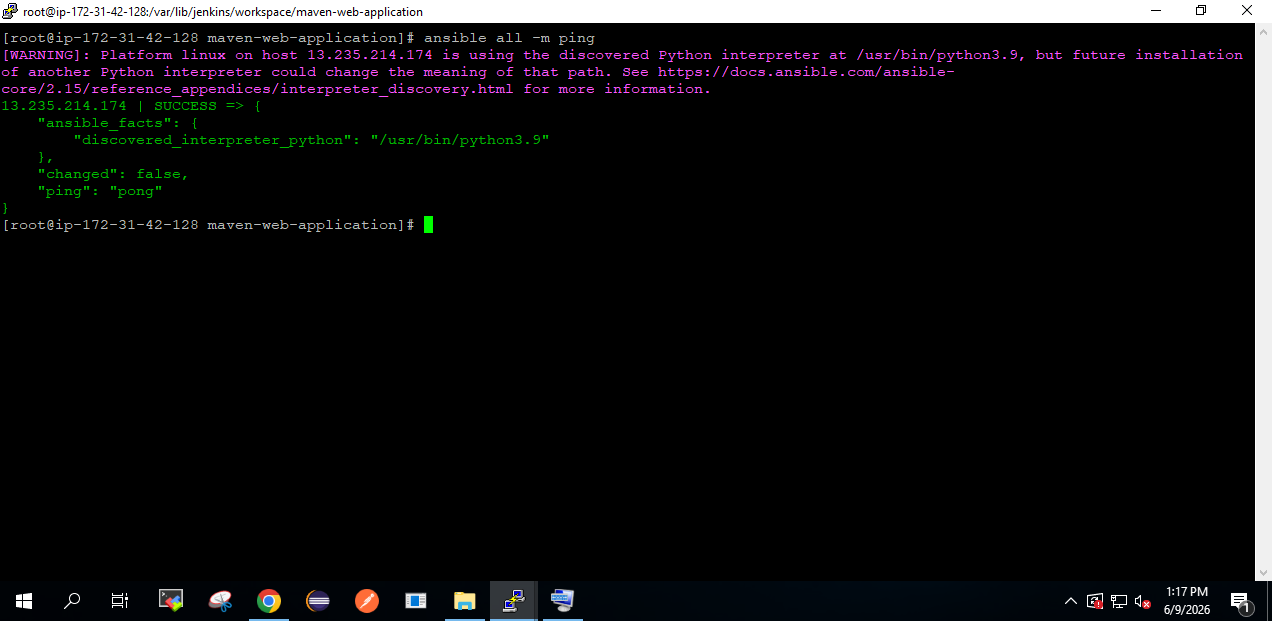 root@ip-172-31-42-128:/var/lib/jenkins/workspace/maven-web-application
[root@ip-172-31-42-128 maven-web-application]# ansible all -m ping
[WARNING]: Platform linux on host 13.235.214.174 is using the discovered Python interpreter at /usr/bin/python3.9, but future installation
of another Python interpreter could change the meaning of that path. See https://docs.ansible.com/ansible-
core/2.15/reference_appendices/interpreter_discovery.html for more information.
13.235.214.174 | SUCCESS => {
    "ansible_facts": {
        "discovered_interpreter_python": "/usr/bin/python3.9"
    },
    "changed": false,
    "ping": "pong"
}
[root@ip-172-31-42-128 maven-web-application]#
1:17 PM
6/9/2026
1